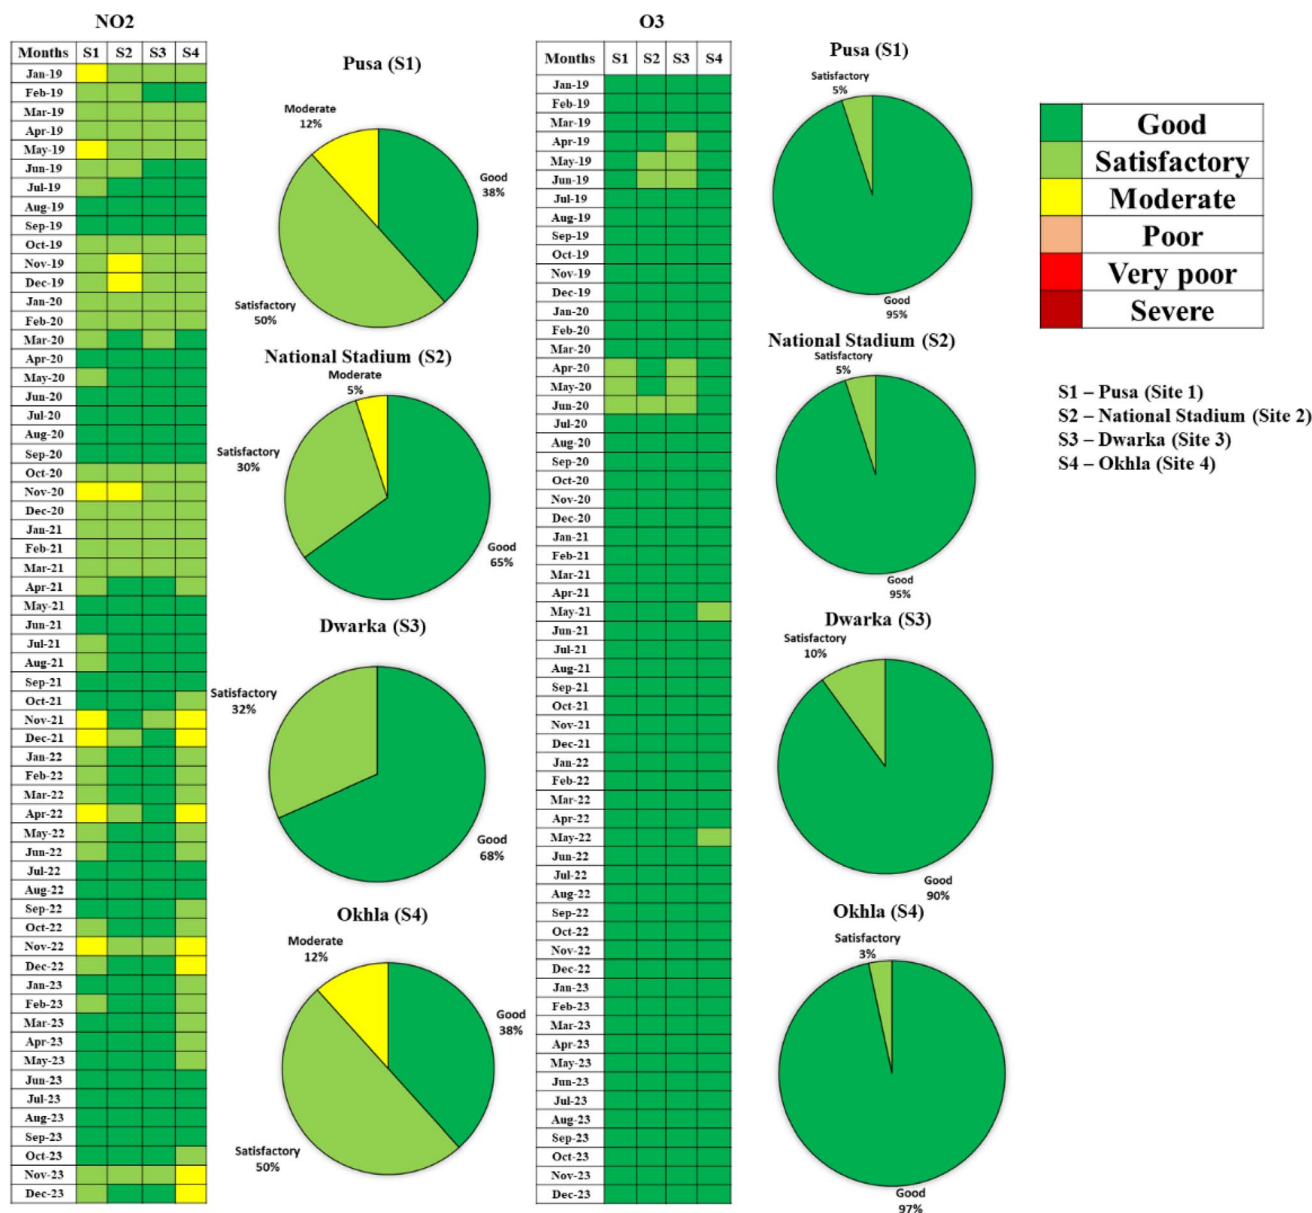 NO2
Months S1 S2 S3 S4
Jan-19
Feb-19
Mar-19
Apr-19
May-19
Jun-19
Jul-19
Aug-19
Sep-19
Oct-19
Nov-19
Dec-19
Jan-20
Feb-20
Mar-20
Apr-20
May-20
Jun-20
Jul-20
Aug-20
Sep-20
Oct-20
Nov-20
Dec-20
Jan-21
Feb-21
Mar-21
Apr-21
May-21
Jun-21
Jul-21
Aug-21
Sep-21
Oct-21
Nov-21
Dec-21
Jan-22
Feb-22
Mar-22
Apr-22
May-22
Jun-22
Jul-22
Aug-22
Sep-22
Oct-22
Nov-22
Dec-22
Jan-23
Feb-23
Mar-23
Apr-23
May-23
Jun-23
Jul-23
Aug-23
Sep-23
Oct-23
Nov-23
Dec-23
Pusa (S1)
Moderate
12%
Good
38%
Satisfactory
50%
National Stadium (S2)
Moderate
5%
Satisfactory
30%
Good
65%
Dwarka (S3)
Satisfactory
32%
Good
68%
Okhla (S4)
Moderate
12%
Good
38%
Satisfactory
50%
O3
Months S1 S2 S3 S4
Jan-19
Feb-19
Mar-19
Apr-19
May-19
Jun-19
Jul-19
Aug-19
Sep-19
Oct-19
Nov-19
Dec-19
Jan-20
Feb-20
Mar-20
Apr-20
May-20
Jun-20
Jul-20
Aug-20
Sep-20
Oct-20
Nov-20
Dec-20
Jan-21
Feb-21
Mar-21
Apr-21
May-21
Jun-21
Jul-21
Aug-21
Sep-21
Oct-21
Nov-21
Dec-21
Jan-22
Feb-22
Mar-22
Apr-22
May-22
Jun-22
Jul-22
Aug-22
Sep-22
Oct-22
Nov-22
Dec-22
Jan-23
Feb-23
Mar-23
Apr-23
May-23
Jun-23
Jul-23
Aug-23
Sep-23
Oct-23
Nov-23
Dec-23
Pusa (S1)
Satisfactory
5%
Good
95%
National Stadium (S2)
Satisfactory
5%
Good
95%
Dwarka (S3)
Satisfactory
10%
Good
90%
Okhla (S4)
Satisfactory
3%
Good
97%
Good
Satisfactory
Moderate
Poor
Very poor
Severe
S1 – Pusa (Site 1)
S2 – National Stadium (Site 2)
S3 – Dwarka (Site 3)
S4 – Okhla (Site 4)